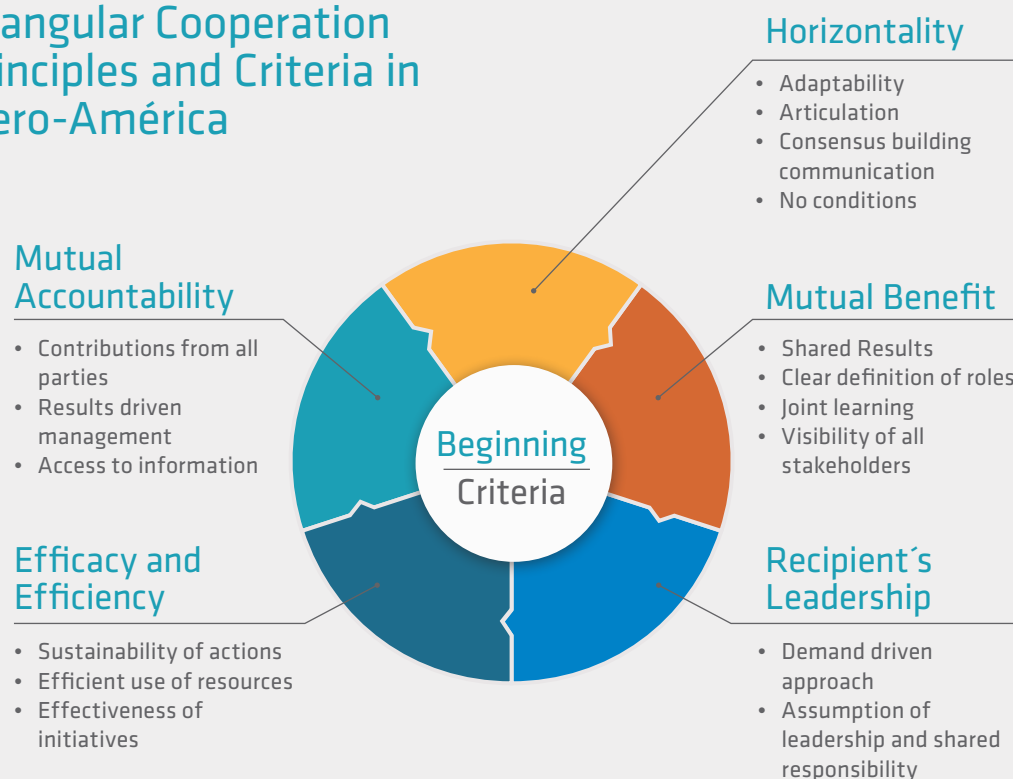 angular Cooperation
inciples and Criteria in
ero-América
Horizontality
• Adaptability
• Articulation
• Consensus building
communication
• No conditions
Mutual
Accountability
• Contributions from all
parties
• Results driven
management
• Access to information
Mutual Benefit
• Shared Results
• Clear definition of roles
• Joint learning
• Visibility of all
stakeholders
Beginning
Criteria
Efficacy and
Efficiency
• Sustainability of actions
• Efficient use of resources
• Effectiveness of
initiatives
Recipient´s
Leadership
• Demand driven
approach
• Assumption of
leadership and shared
responsibility